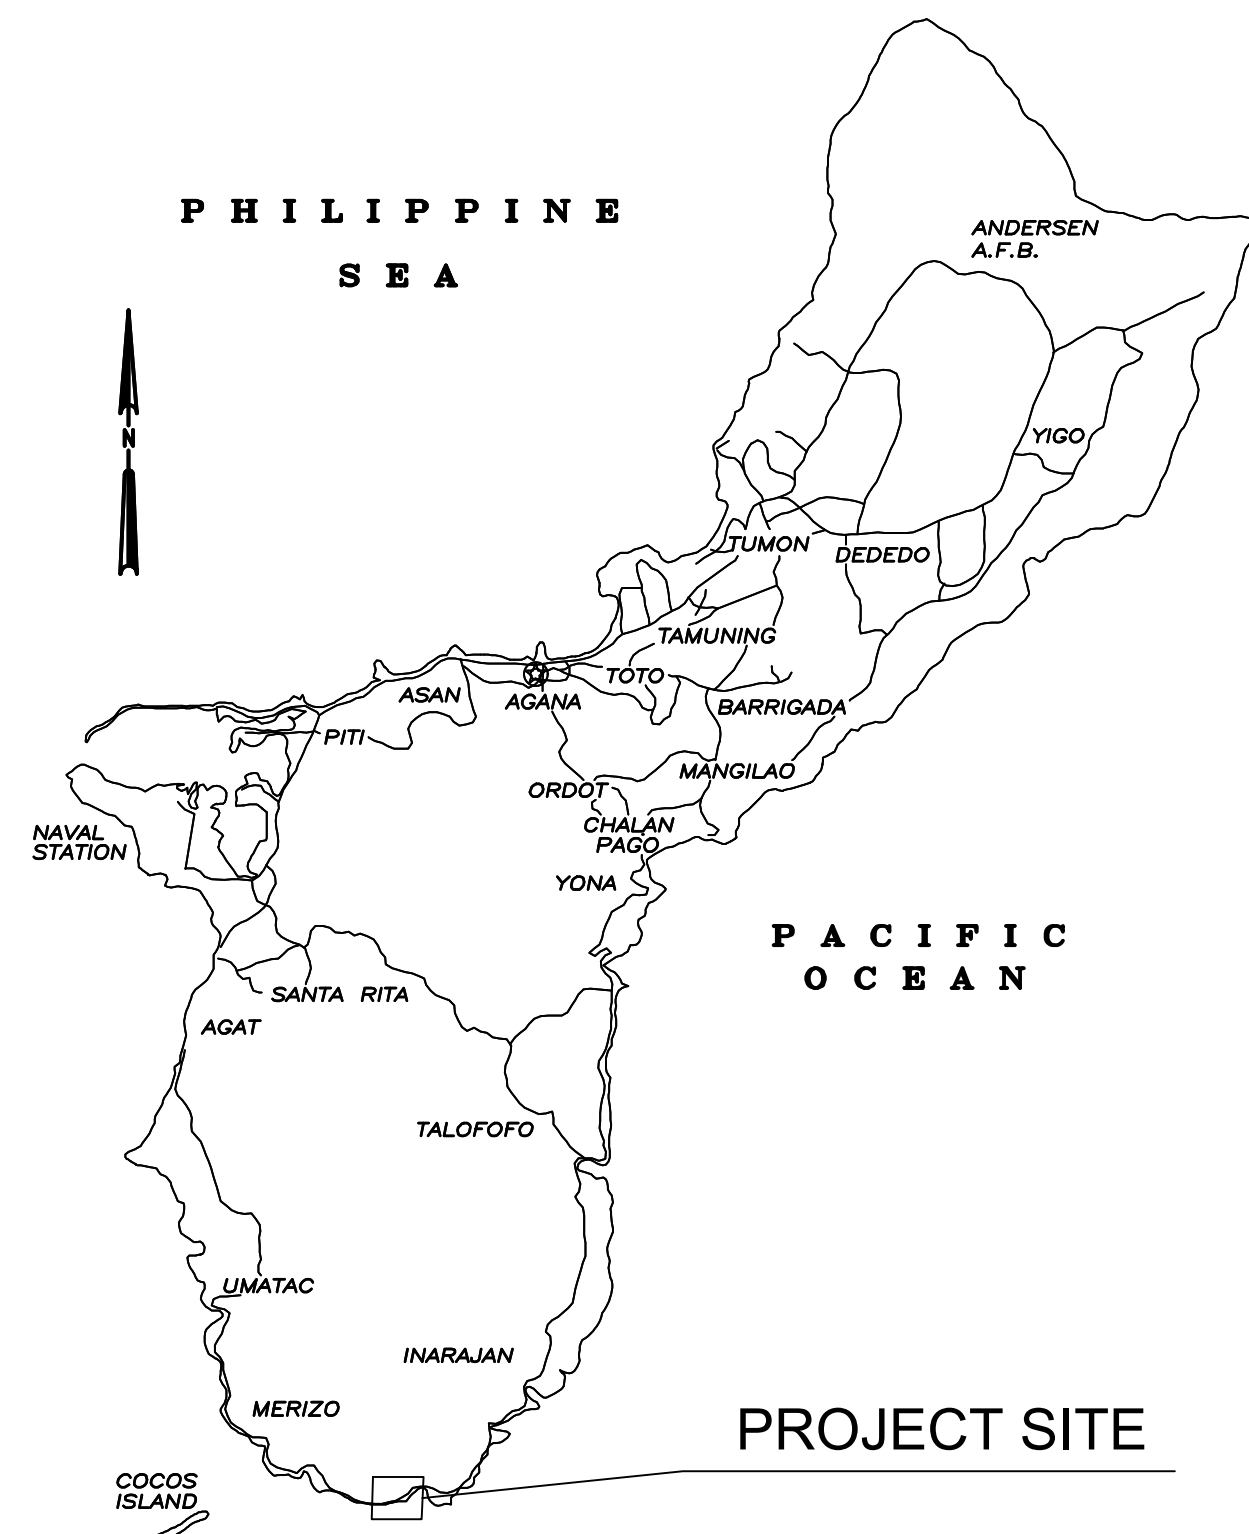 PHILIPPINE
SEA
ANDERSEN
A.F.B.
N
YIGO
TUMON
DEDEDO
TAMUNING
TOTO
ASAN
AGANA
BARRIGADA
PITI
MANGILAO
ORDOT
CHALAN
PAGO
NAVAL
STATION
YONA
PACIFIC
OCEAN
SANTA RITA
AGAT
TALOFOFO
UMATAC
INARAJAN
MERIZO
PROJECT SITE
COCOS
ISLAND